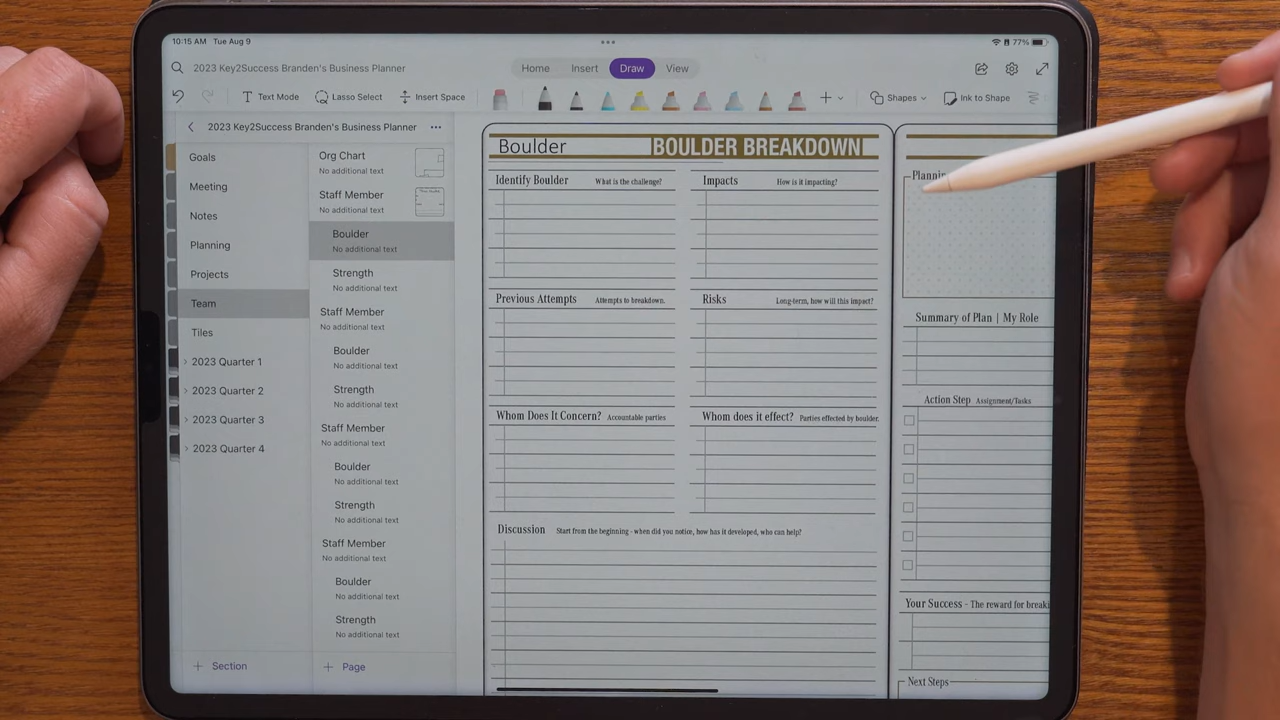 10:15 AM Tue Aug 9
77%
2023 Key2Success Branden's Business Planner
Home Insert Draw View
Text Mode Lasso Select Insert Space Shapes Ink to Shape
2023 Key2Success Branden's Business Planner
Goals
Meeting
Notes
Planning
Projects
Team
Tiles
2023 Quarter 1
2023 Quarter 2
2023 Quarter 3
2023 Quarter 4
+ Section
Org Chart
No additional text
Staff Member
No additional text
Boulder
No additional text
Strength
No additional text
Staff Member
No additional text
Boulder
No additional text
Strength
No additional text
Staff Member
No additional text
Boulder
No additional text
Strength
No additional text
Staff Member
No additional text
Boulder
No additional text
Strength
No additional text
+ Page
Boulder BOULDER BREAKDOWN
Identify Boulder What is the challenge?
Impacts How is it impacting?
Previous Attempts Attempts to breakdown.
Risks Long-term, how will this impact?
Whom Does It Concern? Accountable parties
Whom does it effect? Parties effected by boulder.
Discussion Start from the beginning - when did you notice, how has it developed, who can help?
Summary of Plan | My Role
Action Step Assignment/Tasks
Your Success - The reward for
Next Steps